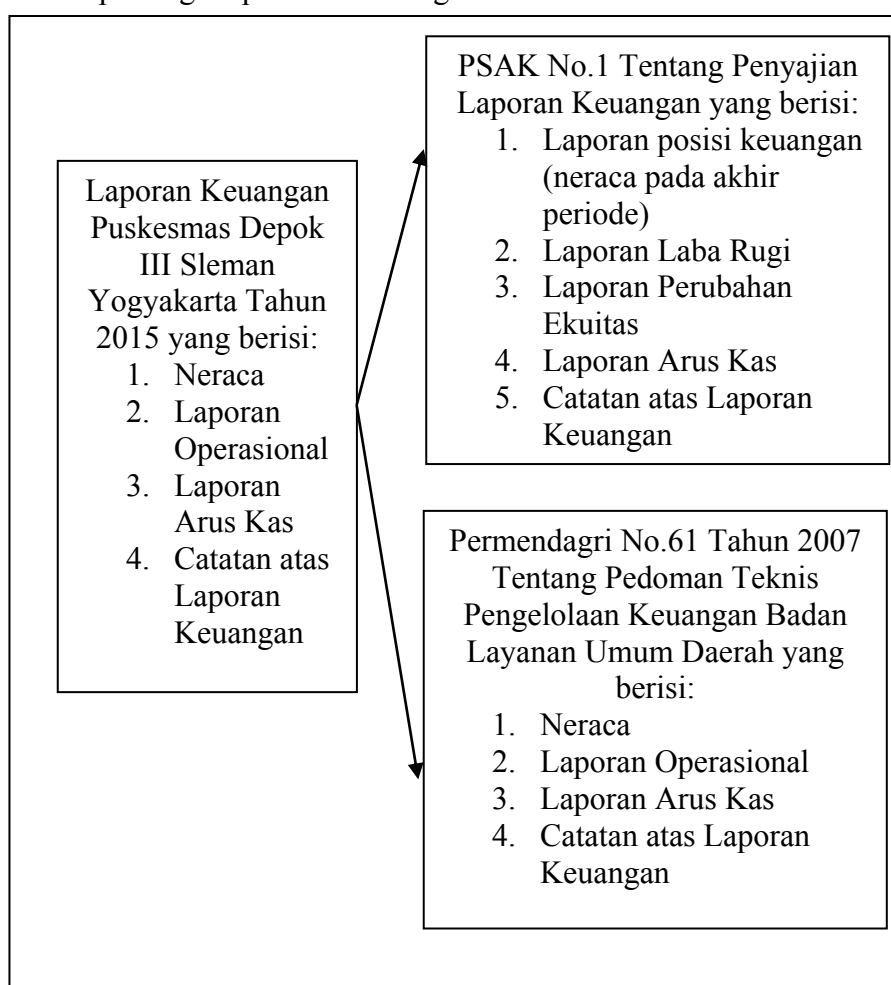 Laporan Keuangan
Puskesmas Depok
III Sleman
Yogyakarta Tahun
2015 yang berisi:
1. Neraca
2. Laporan
Operasional
3. Laporan
Arus Kas
4. Catatan atas
Laporan
Keuangan
PSAK No.1 Tentang Penyajian
Laporan Keuangan yang berisi:
1. Laporan posisi keuangan
(neraca pada akhir
periode)
2. Laporan Laba Rugi
3. Laporan Perubahan
Ekuitas
4. Laporan Arus Kas
5. Catatan atas Laporan
Keuangan
Permendagri No.61 Tahun 2007
Tentang Pedoman Teknis
Pengelolaan Keuangan Badan
Layanan Umum Daerah yang
berisi:
1. Neraca
2. Laporan Operasional
3. Laporan Arus Kas
4. Catatan atas Laporan
Keuangan